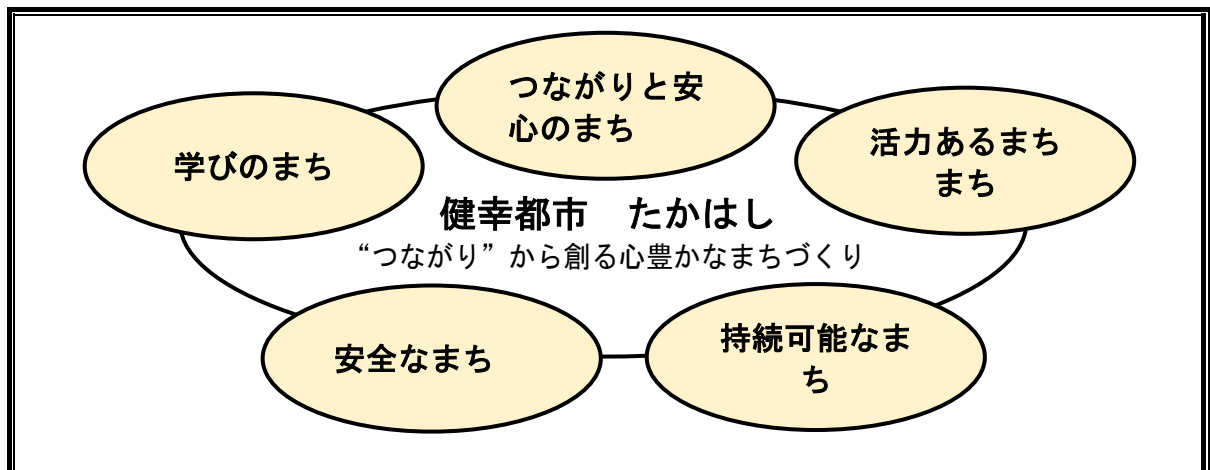 つながりと安
心のまち
学びのまち
活力あるまち
まち
健幸都市　たかはし
“つながり”から創る心豊かなまちづくり
安全なまち
持続可能なま
ち